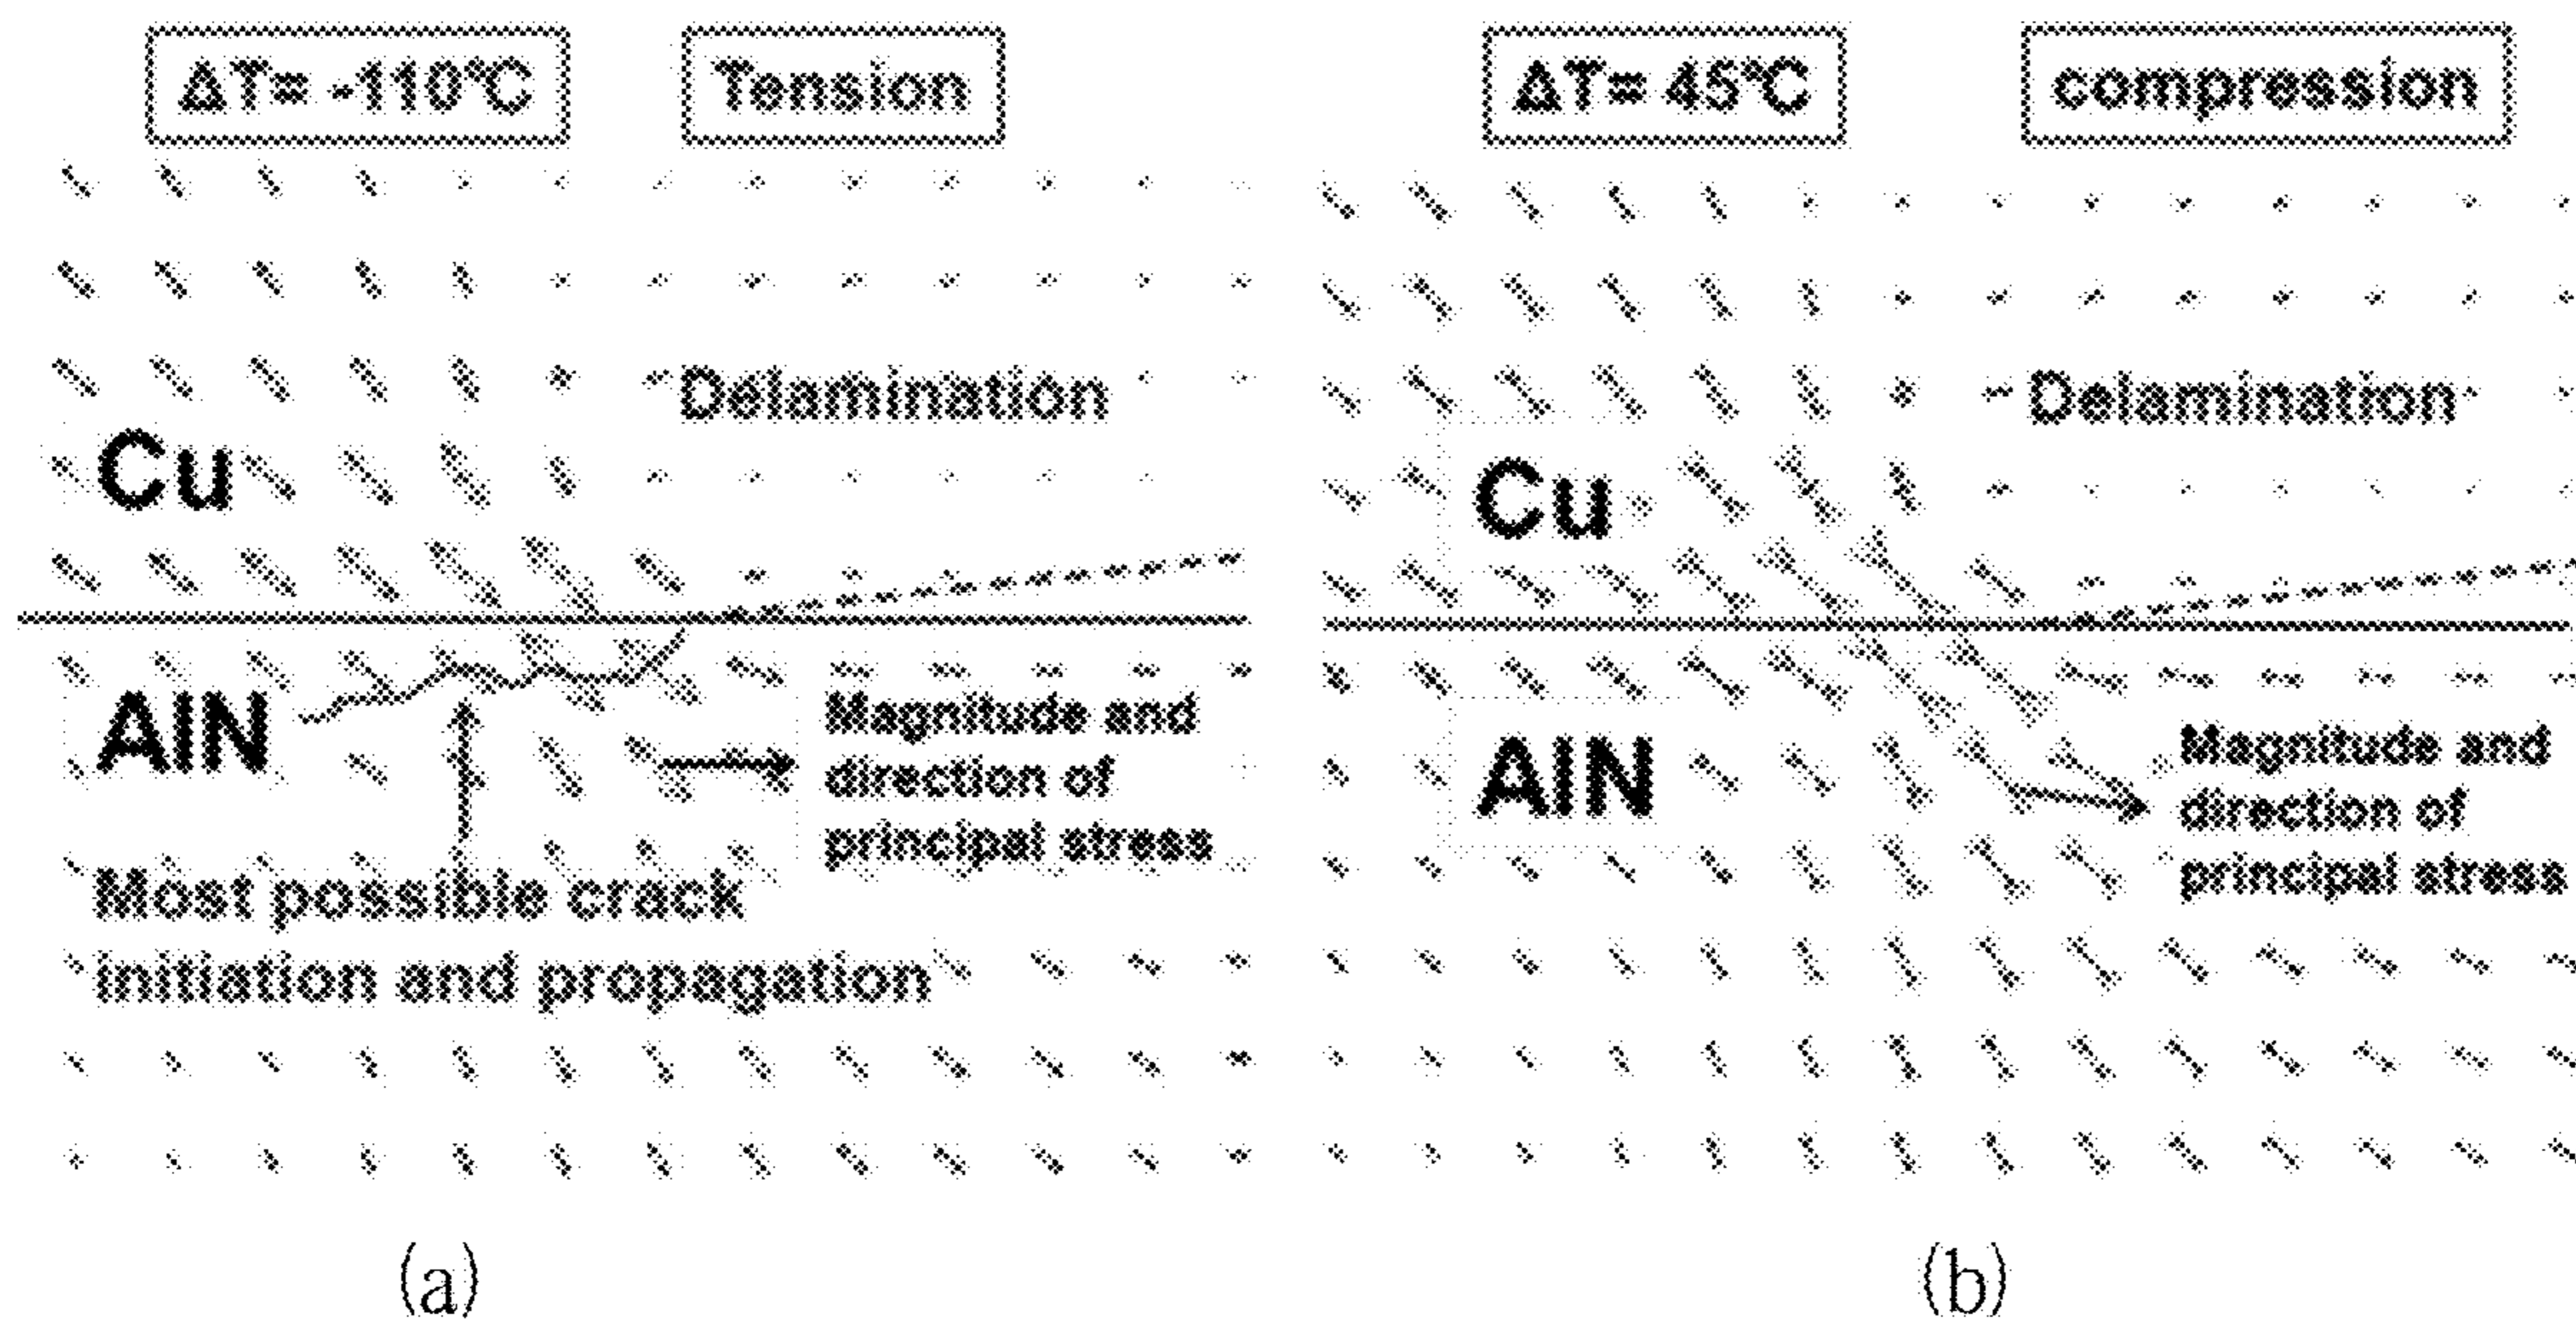 ΔT= -110°C
Tension
Delamination
Cu
AlN
Magnitude and
direction of
principal stress
Most possible crack
initiation and propagation
(a)
ΔT= 45°C
compression
Delamination
Cu
AlN
Magnitude and
direction of
principal stress
(b)